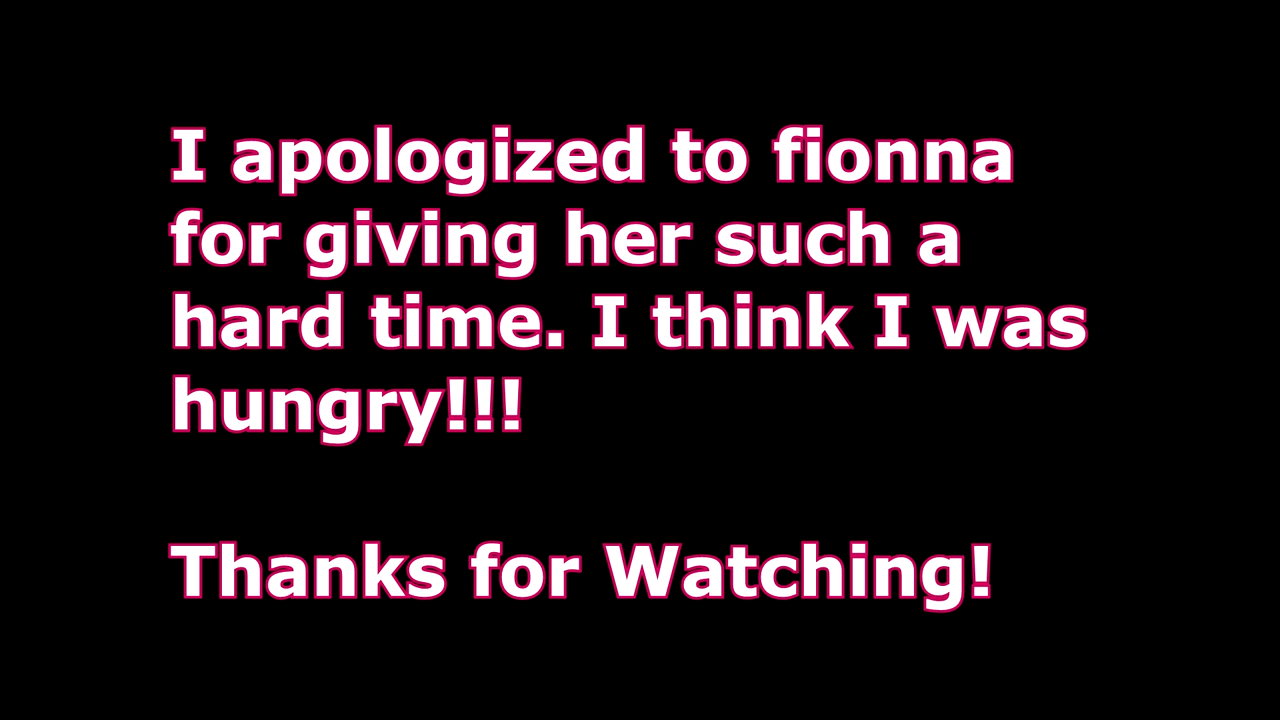 I apologized to fionna
for giving her such a
hard time. I think I was
hungry!!!
Thanks for Watching!